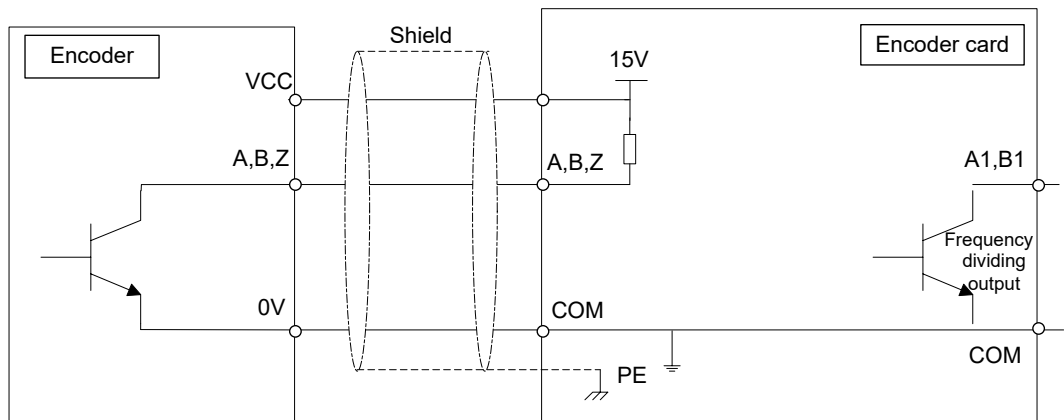 Encoder
Shield
Encoder card
VCC
15V
A,B,Z
A,B,Z
A1,B1
Frequency
dividing
output
0V
COM
COM
PE